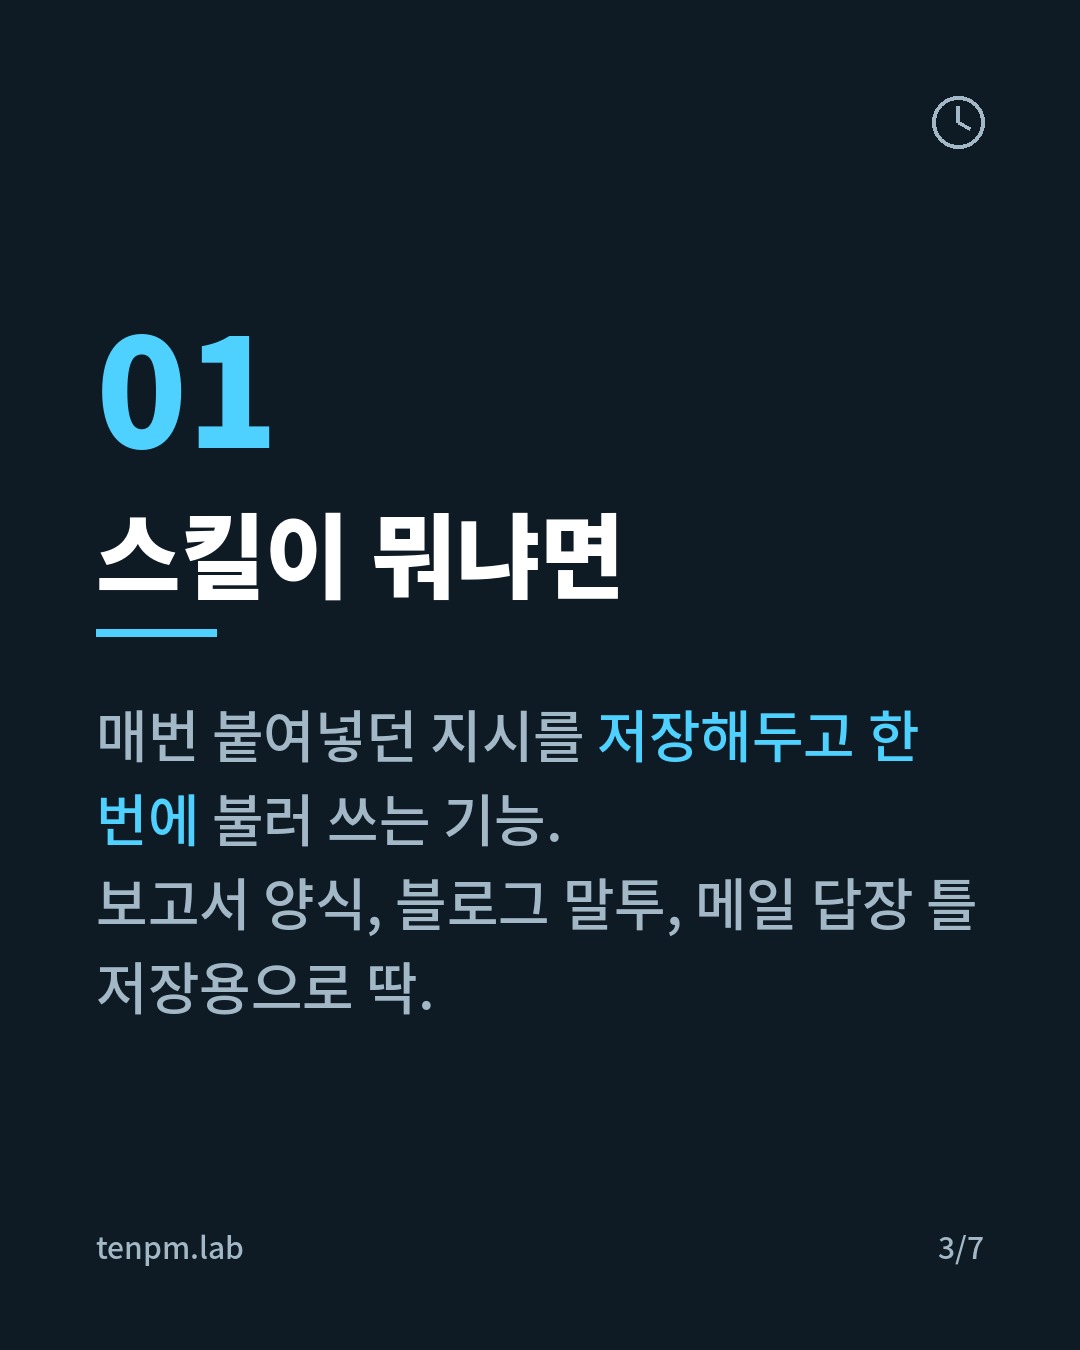 01
스킬이 뭐냐면
매번 붙여넣던 지시를 저장해두고 한
번에 불러 쓰는 기능.
보고서 양식, 블로그 말투, 메일 답장 틀
저장용으로 딱.
tenpm.lab
3/7